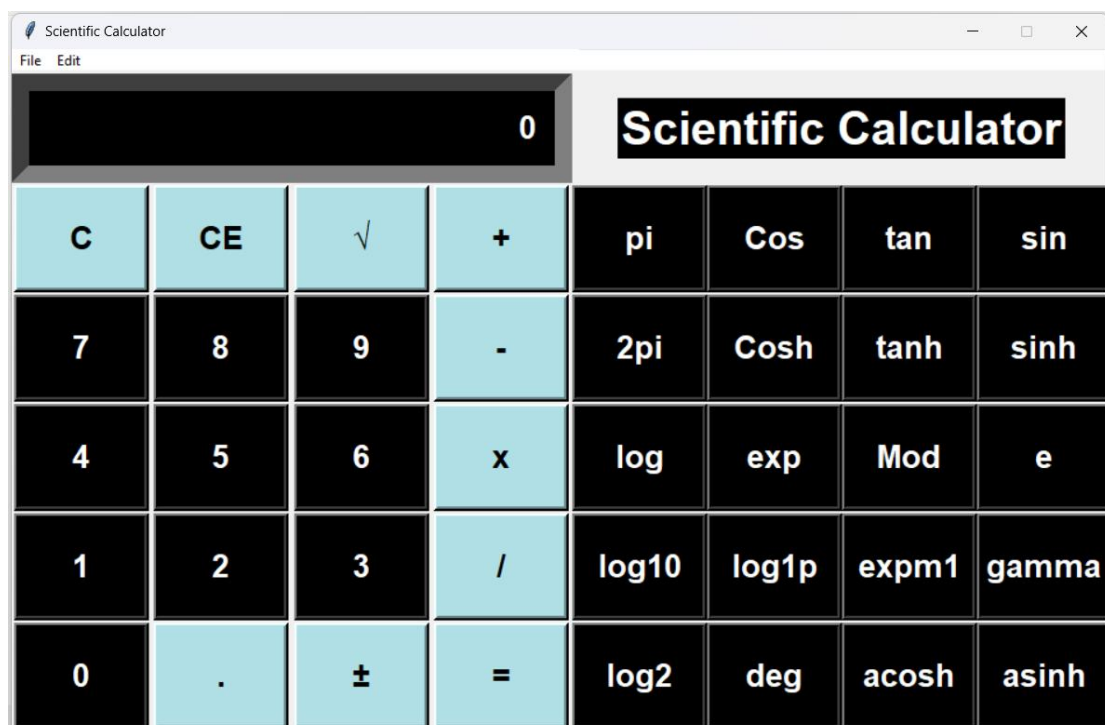 Scientific Calculator
File Edit
0
Scientific Calculator
C CE √ + pi Cos tan sin
7 8 9 - 2pi Cosh tanh sinh
4 5 6 x log exp Mod e
1 2 3 / log10 log1p expm1 gamma
0 . ± = log2 deg acosh asinh